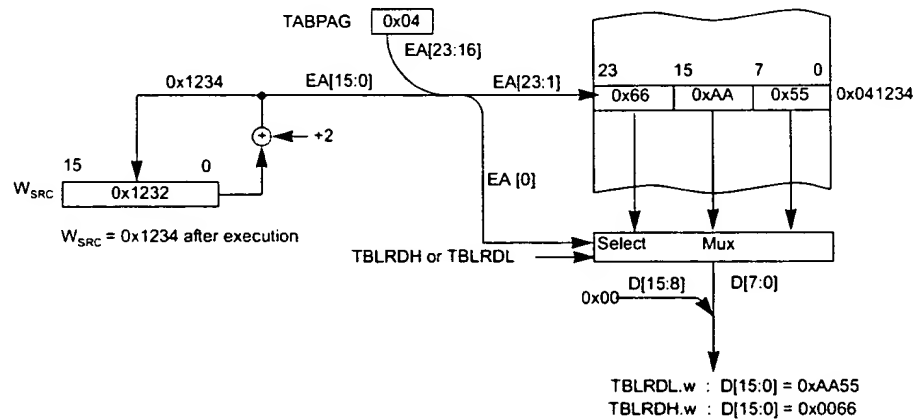 TABPAG 0x04
EA[23:16]
23 15 7 0
0x1234 EA[15:0] EA[23:1]
0x66 0xAA 0x55 0x041234
+ +2
15 0
EA [0]
WSRC 0x1232
WSRC = 0x1234 after execution
Select Mux
TBLRDH or TBLRDL
D[15:8] D[7:0]
0x00
TBLRDL.w : D[15:0] = 0xAA55
TBLRDH.w : D[15:0] = 0x0066